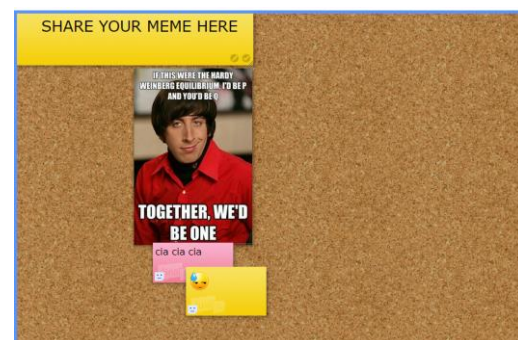 SHARE YOUR MEME HERE
IF THIS WERE THE HARDY
WEINBERG EQUILIBRIUM, I'D BE P
AND YOU'D BE Q
TOGETHER, WE'D
BE ONE
cia cia cia